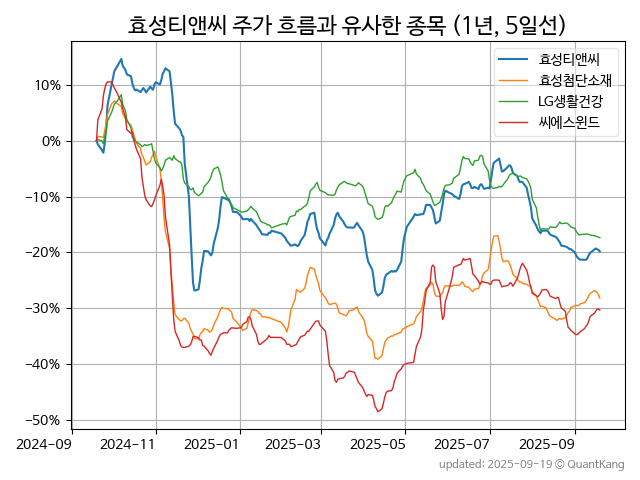 효성티앤씨 주가 흐름과 유사한 종목 (1년, 5일선)
효성티앤씨
효성첨단소재
LG생활건강
씨에스윈드
10%
0%
−10%
−20%
−30%
−40%
−50%
2024-09 2024-11 2025-01 2025-03 2025-05 2025-07 2025-09
updated: 2025-09-19 © QuantKang